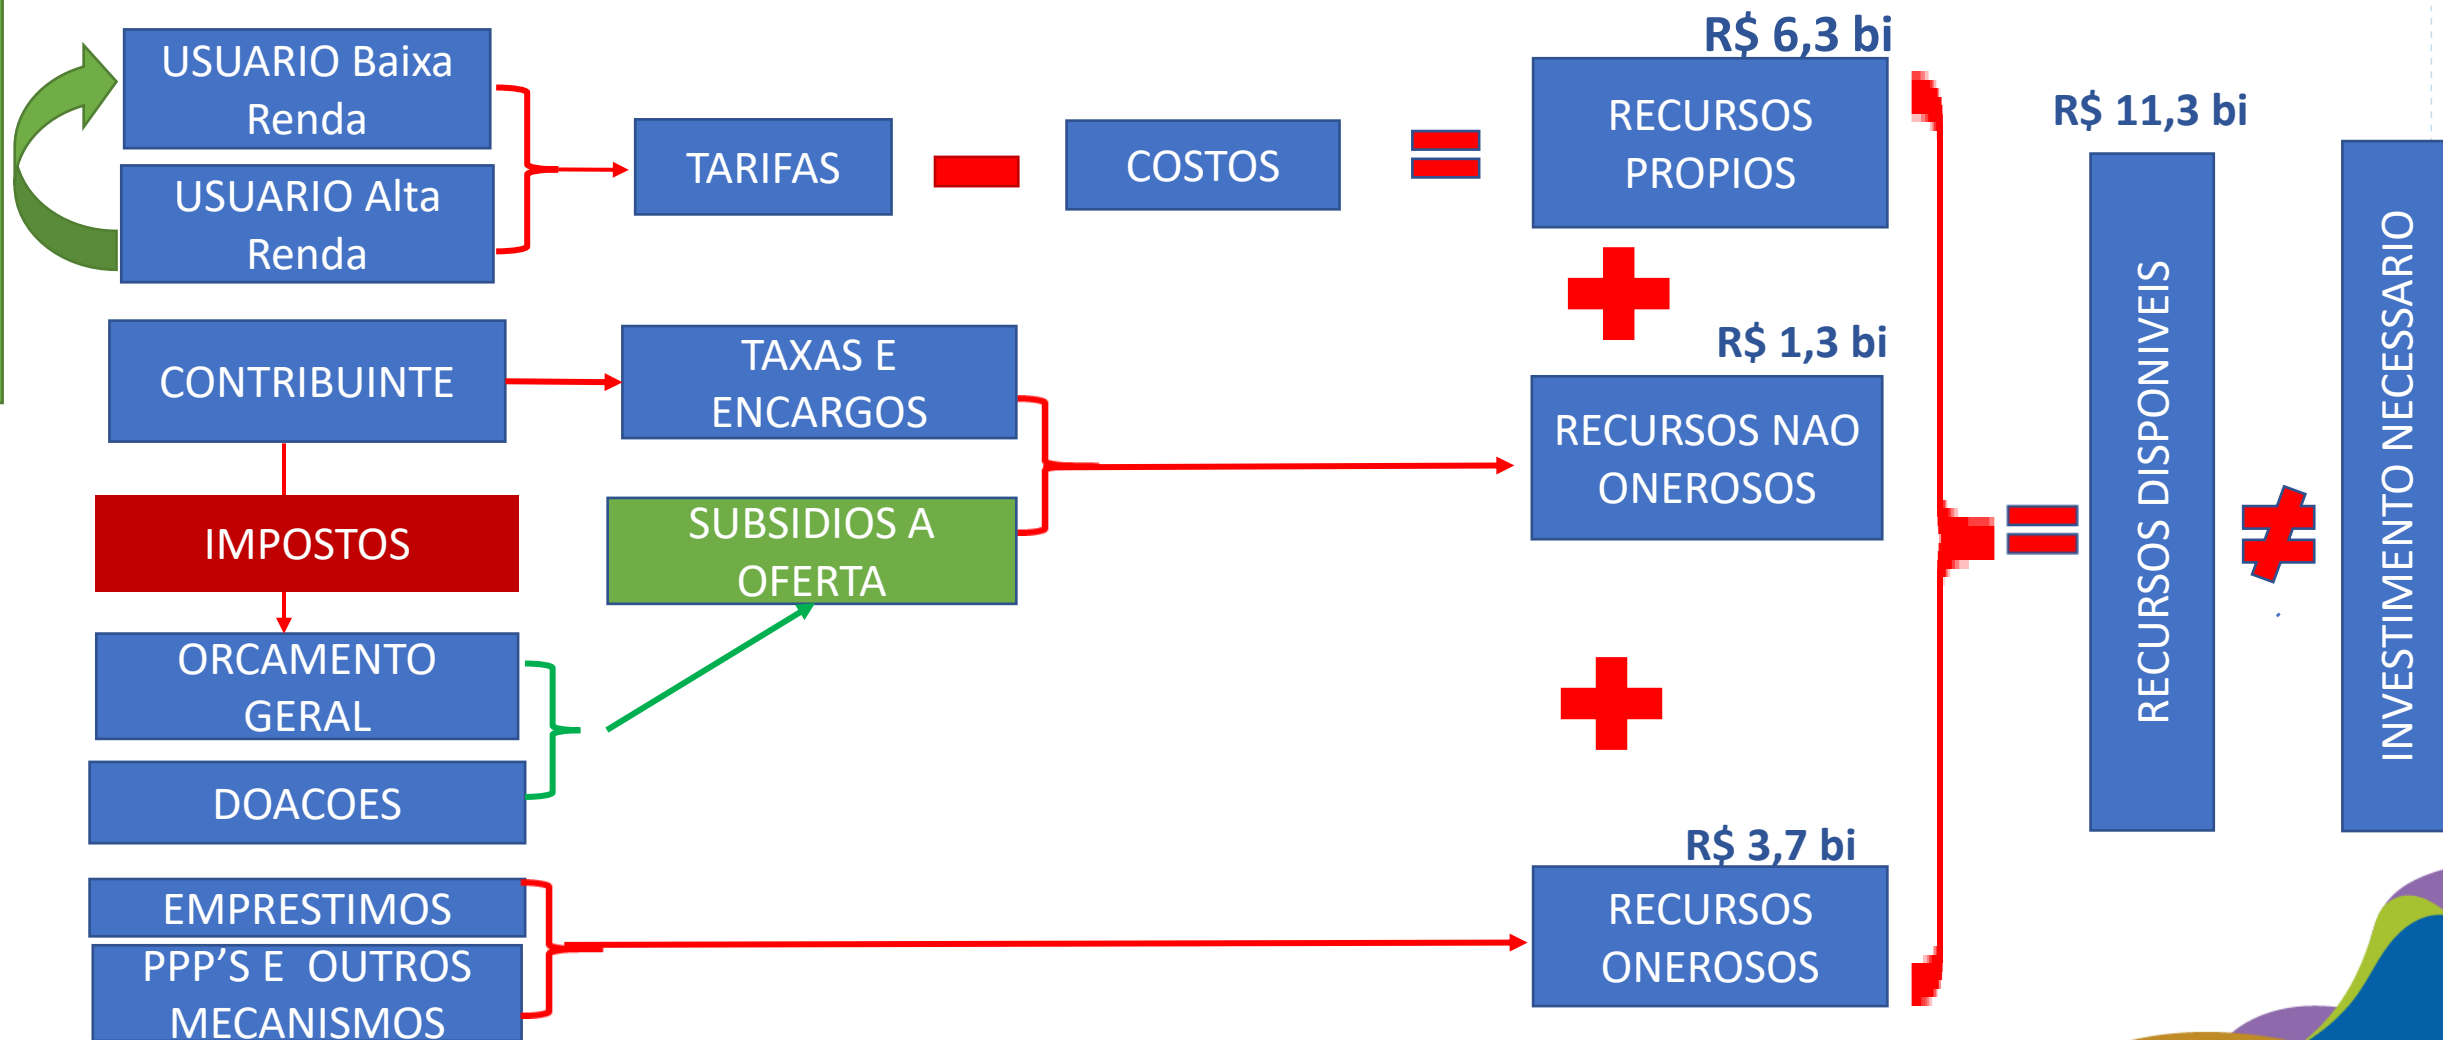 R$ 6,3 bi
USUARIO Baixa
Renda
USUARIO Alta
Renda
TARIFAS
COSTOS
RECURSOS
PROPIOS
R$ 11,3 bi
CONTRIBUINTE
TAXAS E
ENCARGOS
R$ 1,3 bi
RECURSOS NAO
ONEROSOS
IMPOSTOS
SUBSIDIOS A
OFERTA
ORCAMENTO
GERAL
DOACOES
EMPRESTIMOS
PPP’S E OUTROS
MECANISMOS
R$ 3,7 bi
RECURSOS
ONEROSOS
RECURSOS DISPONIVEIS
INVESTIMENTO NECESSARIO